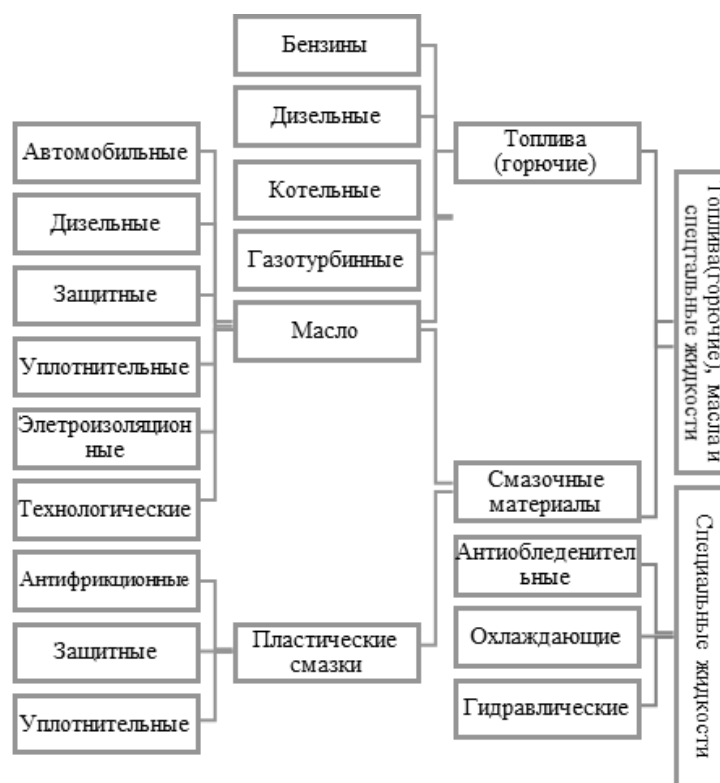 Бензины
Дизельные
Котельные
Газотурбинные
Масло
Топлива
(горючие)
Топлива(горючие), масла и
спецтальные жидкости
Автомобильные
Дизельные
Защитные
Уплотнительные
Элетроизоляцион
ные
Технологические
Смазочные
материалы
Антиобледенител
ьные
Охлаждающие
Гидравлические
Специальные жидкости
Антифрикционные
Защитные
Уплотнительные
Пластические
смазки